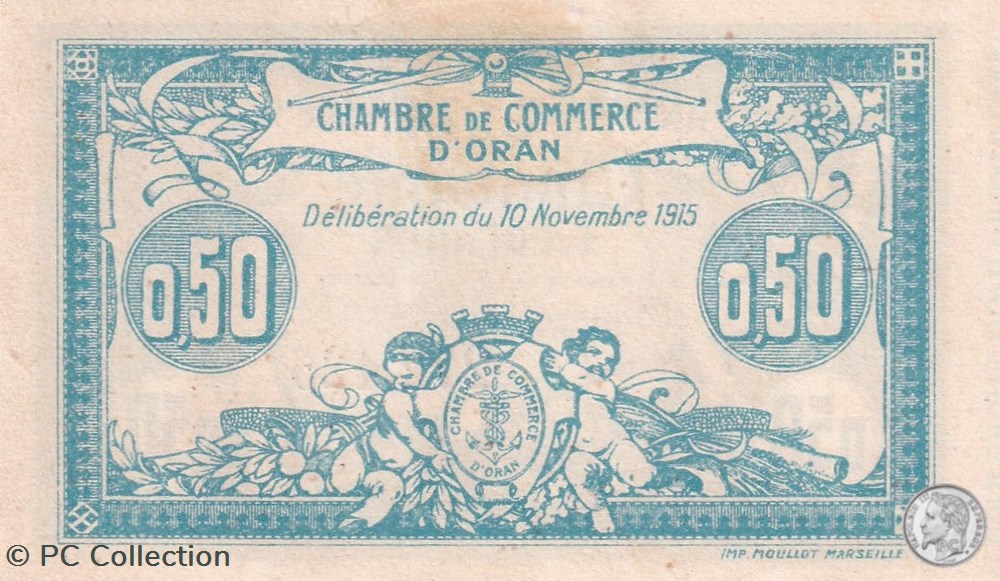 CHAMBRE DE COMMERCE
D'ORAN
Délibération du 10 Novembre 1915
0,50
0,50
CHAMBRE DE COMMERCE
D'ORAN
IMP. MOULLOT MARSEILLE
PC
© PC Collection